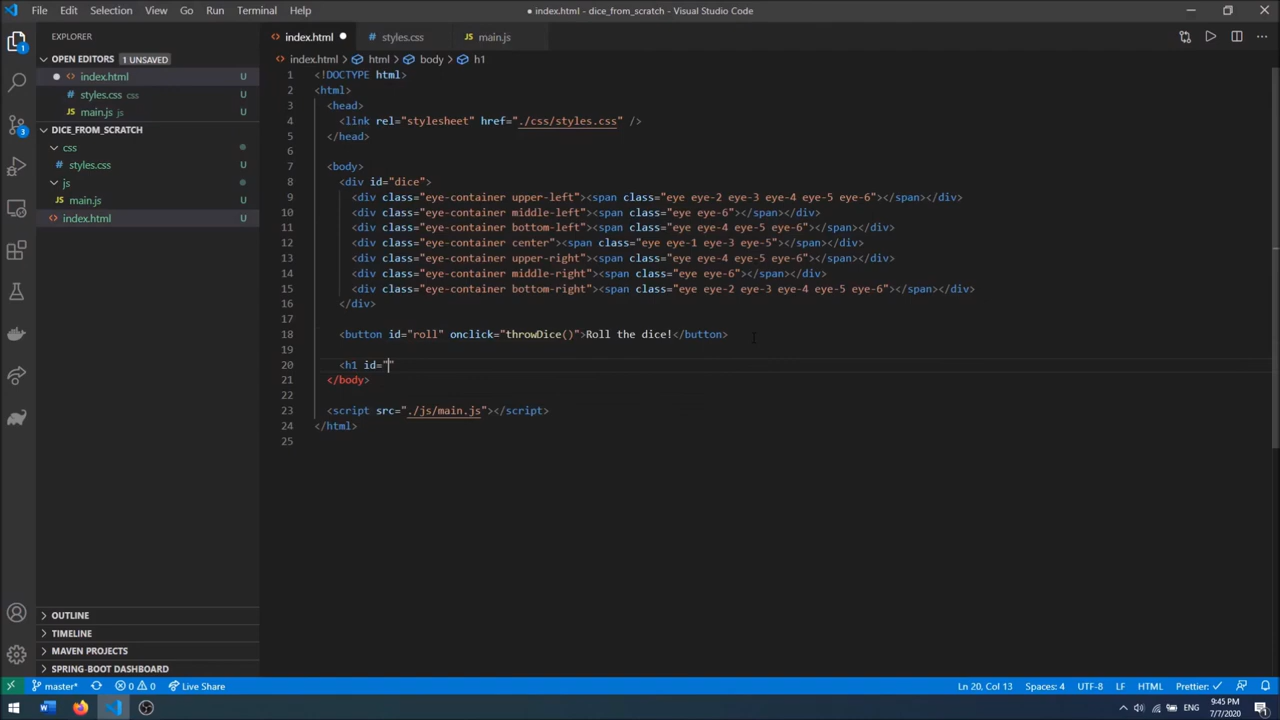 File Edit Selection View Go Run Terminal Help
● index.html - dice_from_scratch - Visual Studio Code
EXPLORER
OPEN EDITORS 1 UNSAVED
index.html U
styles.css css U
main.js js U
DICE_FROM_SCRATCH
css
styles.css U
js
main.js U
index.html U
OUTLINE
TIMELINE
MAVEN PROJECTS
SPRING-BOOT DASHBOARD
index.html styles.css main.js
index.html > html > body > h1
1 <!DOCTYPE html>
2 <html>
3 <head>
4 <link rel="stylesheet" href="./css/styles.css" />
5 </head>
6
7 <body>
8 <div id="dice">
9 <div class="eye-container upper-left"><span class="eye eye-2 eye-3 eye-4 eye-5 eye-6"></span></div>
10 <div class="eye-container middle-left"><span class="eye eye-6"></span></div>
11 <div class="eye-container bottom-left"><span class="eye eye-4 eye-5 eye-6"></span></div>
12 <div class="eye-container center"><span class="eye eye-1 eye-3 eye-5"></span></div>
13 <div class="eye-container upper-right"><span class="eye eye-4 eye-5 eye-6"></span></div>
14 <div class="eye-container middle-right"><span class="eye eye-6"></span></div>
15 <div class="eye-container bottom-right"><span class="eye eye-2 eye-3 eye-4 eye-5 eye-6"></span></div>
16 </div>
17
18 <button id="roll" onclick="throwDice()">Roll the dice!</button>
19
20 <h1 id=""
21 </body>
22
23 <script src="./js/main.js"></script>
24 </html>
25
1
3
master* 0 0 Live Share Ln 20, Col 13 Spaces: 4 UTF-8 LF HTML Prettier: ✓
ENG 9:45 PM
7/7/2020
1